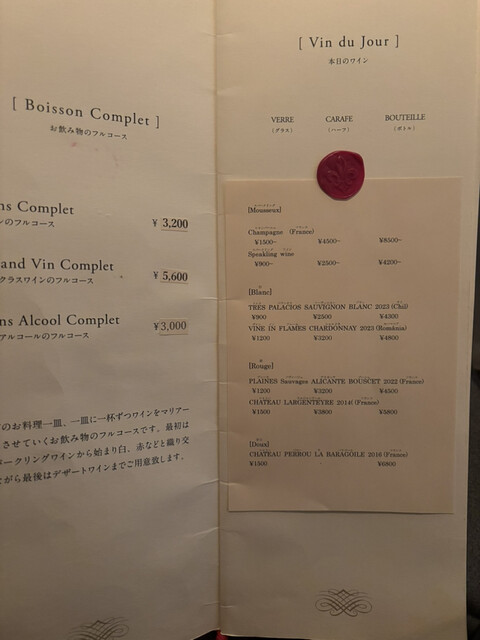 [ Boisson Complet ]
お飲み物のフルコース
ns Complet
ンのフルコース
¥ 3,200
and Vin Complet
クラスワインのフルコース
¥ 5,600
ns Alcool Complet
アルコールのフルコース
¥ 3,000
のお料理一皿、一皿に一杯ずつワインをマリアー
させていくお飲み物のフルコースです。最初は
ークリングワインから始まり白、赤などと織り交
ながら最後はデザートワインまでご用意致します。
[ Vin du Jour ]
本日のワイン
VERRE CARAFE BOUTEILLE
(グラス) (ハーフ) (ボトル)
[Mousseux]
Champagne (France)
¥1500~ ¥4500~ ¥8500~
Speakling wine
¥900~ ¥2500~ ¥4200~
[Blanc]
TRES PALACIOS SAUVIGNON BLANC 2023 (Chil)
¥900 ¥2500 ¥4300
VINE IN FLAMES CHARDONNAY 2023 (Romània)
¥1200 ¥3200 ¥4800
[Rouge]
PLAINES Sauvages ALICANTE BOUSCET 2022 (France)
¥1200 ¥3200 ¥4500
CHATEAU LARGENTEYRE 2014( (France)
¥1500 ¥3800 ¥5800
[Doux]
CHATEAU PERROU LA BARAGOILE 2016 (France)
¥1500 ¥6800